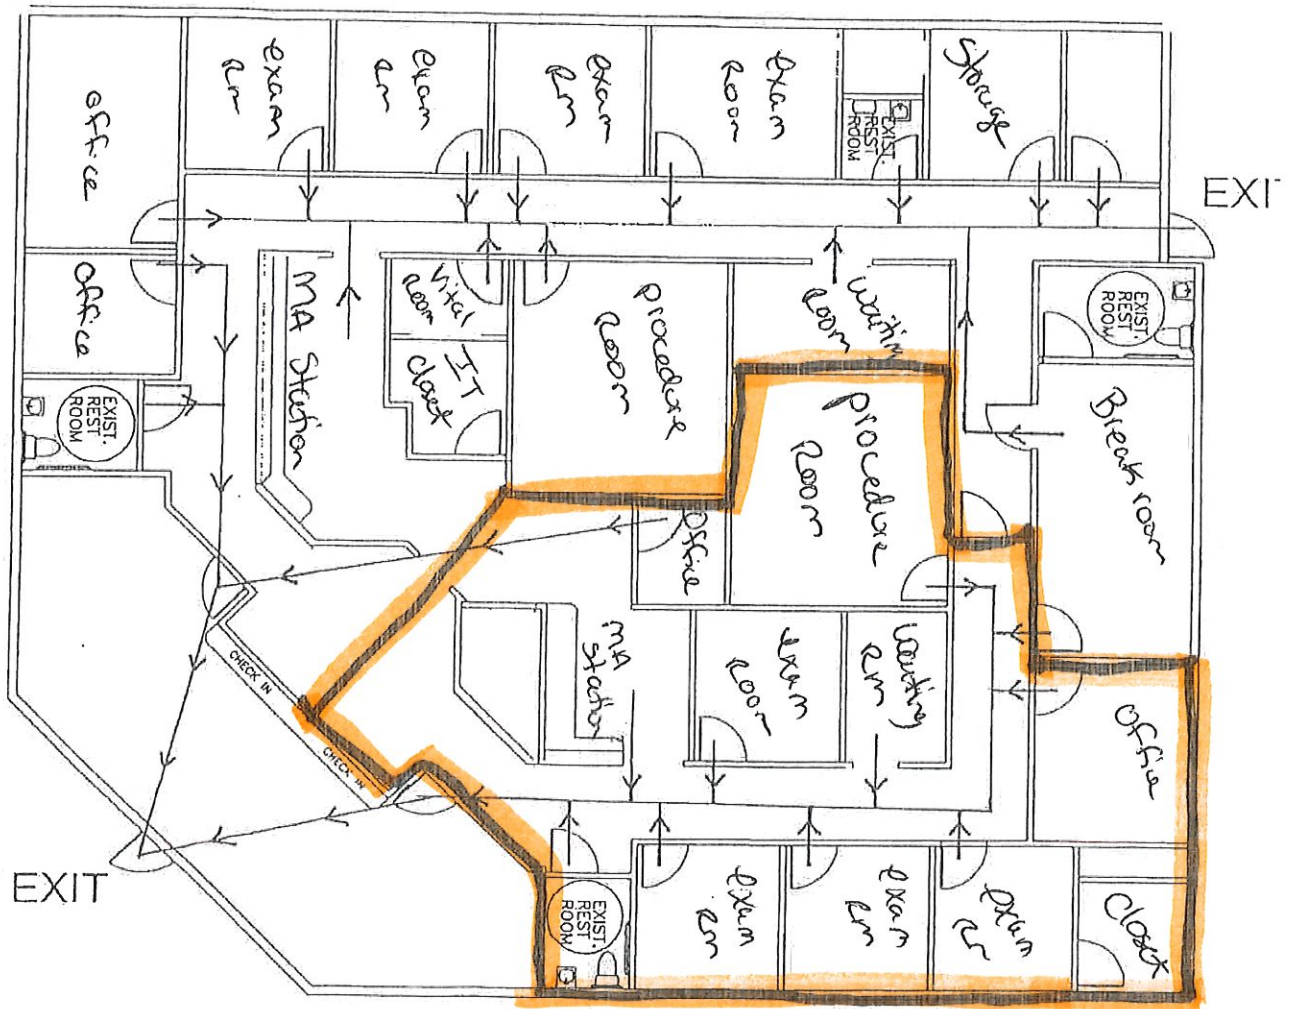 office
exam
Rm
exam
Rm
exam
Rm
exam
Room
EXIST.
REST
ROOM
Storage
EXIT
office
MA Station
Vital
Room
IT
closet
procedure
Room
waiting
Room
EXIST.
REST
ROOM
EXIST.
REST
ROOM
procedure
Room
Breakroom
office
MA
Station
exam
Room
waiting
RM
office
CHECK IN
CHECK IN
EXIT
EXIST.
REST
ROOM
exam
Rm
exam
Rm
exam
Rm
Closet